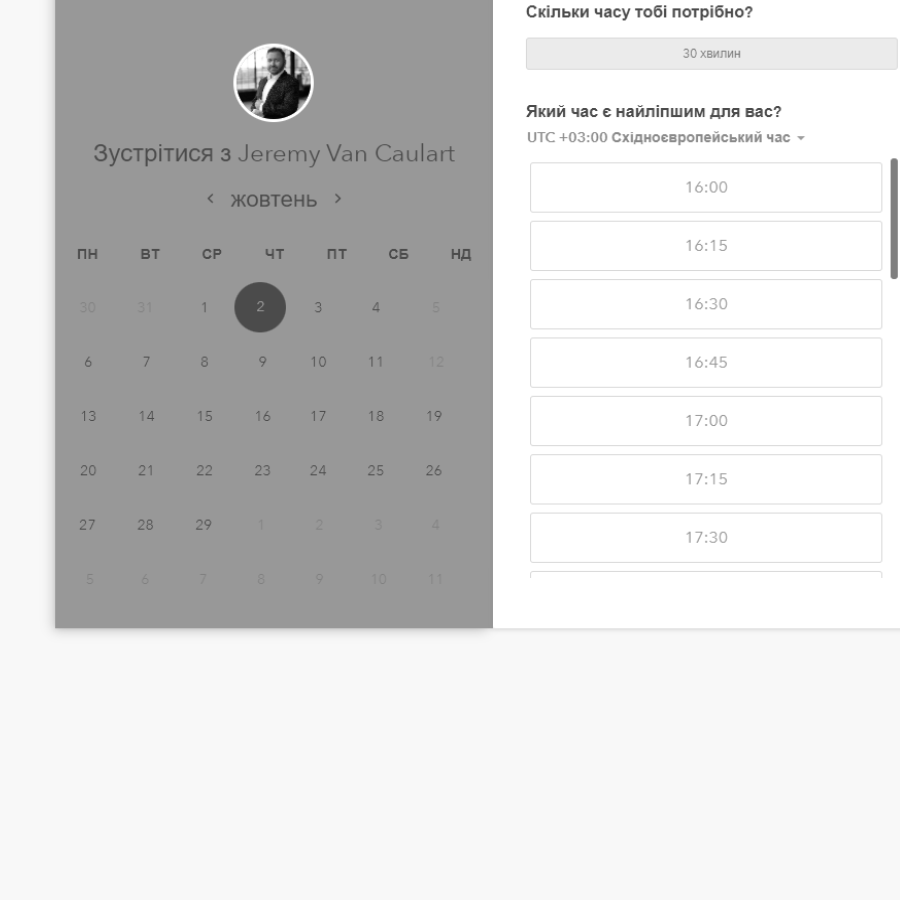 Зустрітися з Jeremy Van Caulart
жовтень
ПН ВТ СР ЧТ ПТ СБ НД
30 31 1 2 3 4 5
6 7 8 9 10 11 12
13 14 15 16 17 18 19
20 21 22 23 24 25 26
27 28 29 1 2 3 4
5 6 7 8 9 10 11
Скільки часу тобі потрібно?
30 хвилин
Який час є найліпшим для вас?
UTC +03:00 Східноєвропейський час
16:00
16:15
16:30
16:45
17:00
17:15
17:30